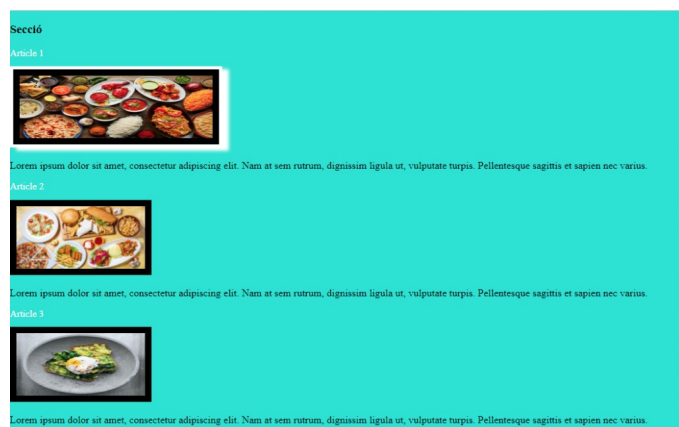 Secció
Article 1
Lorem ipsum dolor sit amet, consectetur adipiscing elit. Nam at sem rutrum, dignissim ligula ut, vulputate turpis. Pellentesque sagittis et sapien nec varius.
Article 2
Lorem ipsum dolor sit amet, consectetur adipiscing elit. Nam at sem rutrum, dignissim ligula ut, vulputate turpis. Pellentesque sagittis et sapien nec varius.
Article 3
Lorem ipsum dolor sit amet, consectetur adipiscing elit. Nam at sem rutrum, dignissim ligula ut, vulputate turpis. Pellentesque sagittis et sapien nec varius.